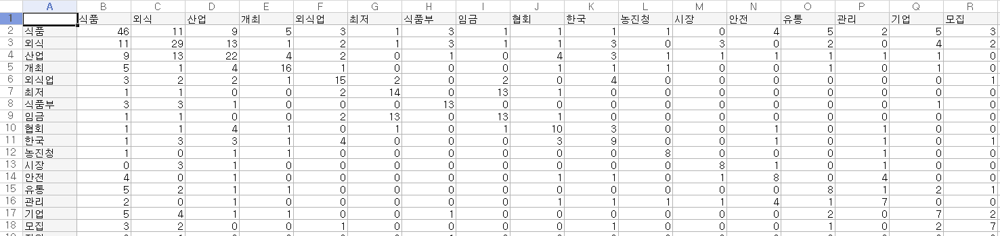 A B C D E F G H I J K L M N O P Q R
1 식품 외식 산업 개최 외식업 최저 식품부 임금 협회 한국 농진청 시장 안전 유통 관리 기업 모집
2 식품 46 11 9 5 3 1 3 1 1 1 1 0 4 5 2 5 3
3 외식 11 29 13 1 2 1 3 1 1 3 0 3 0 2 0 4 2
4 산업 9 13 22 4 2 0 1 0 4 3 1 1 1 1 1 1 0
5 개최 5 1 4 16 1 0 0 0 1 1 1 0 0 1 0 1 0
6 외식업 3 2 2 1 15 2 0 2 0 4 0 0 0 0 0 0 1
7 최저 1 1 0 0 2 14 0 13 1 0 0 0 0 0 0 0 0
8 식품부 3 3 1 0 0 0 13 0 0 0 0 0 0 0 0 1 0
9 임금 1 1 0 0 2 13 0 13 1 0 0 0 0 0 0 0 0
10 협회 1 1 4 1 0 1 0 1 10 3 0 0 1 0 1 0 0
11 한국 1 3 3 1 4 0 0 0 3 9 0 0 1 0 1 0 1
12 농진청 1 0 1 1 0 0 0 0 0 0 8 0 0 0 1 0 0
13 시장 0 3 1 0 0 0 0 0 0 0 0 8 1 0 1 0 0
14 안전 4 0 1 0 0 0 0 0 1 1 0 1 8 0 4 0 0
15 유통 5 2 1 1 0 0 0 0 0 0 0 0 0 8 1 2 1
16 관리 2 0 1 0 0 0 0 0 1 1 1 1 4 1 7 0 0
17 기업 5 4 1 1 0 0 1 0 0 0 0 0 0 2 0 7 2
18 모집 3 2 0 0 1 0 0 0 0 1 0 0 0 1 0 2 7